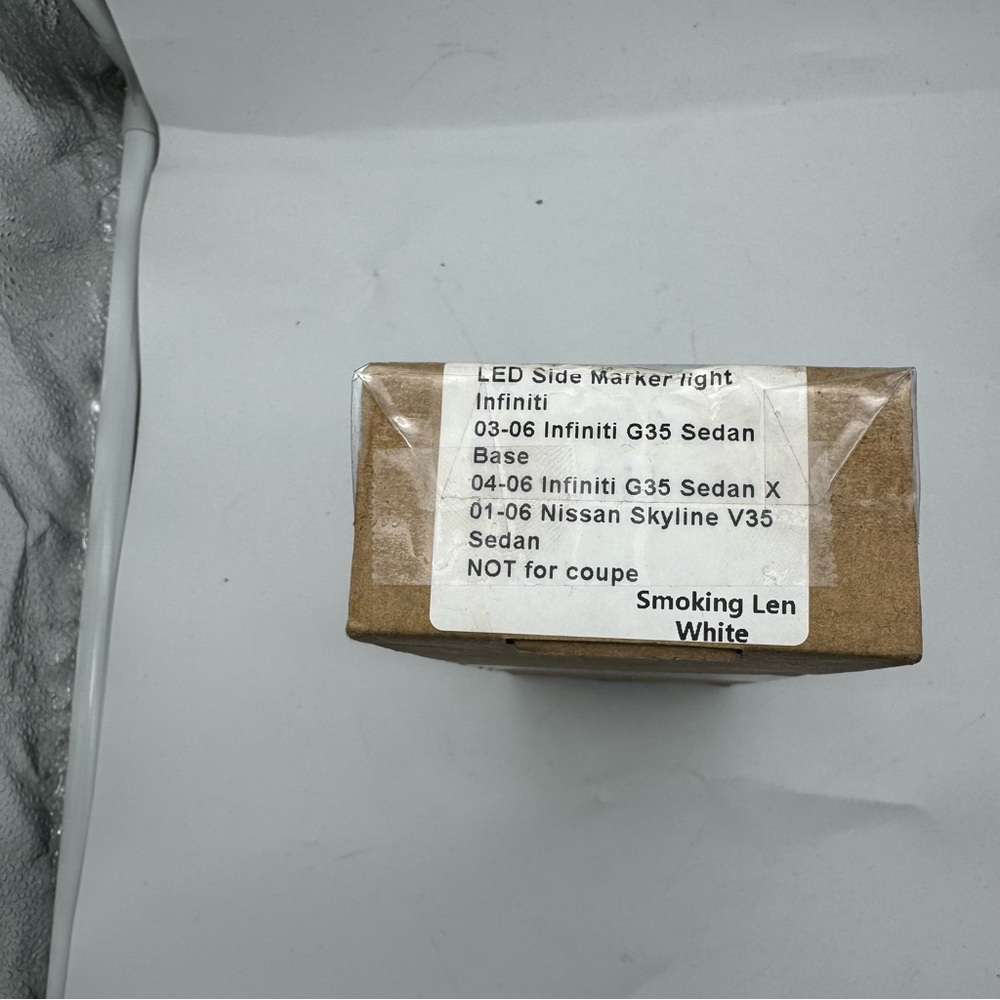 LED Side Marker light
Infiniti
03-06 Infiniti G35 Sedan
Base
04-06 Infiniti G35 Sedan X
01-06 Nissan Skyline V35
Sedan
NOT for coupe
Smoking Len
White